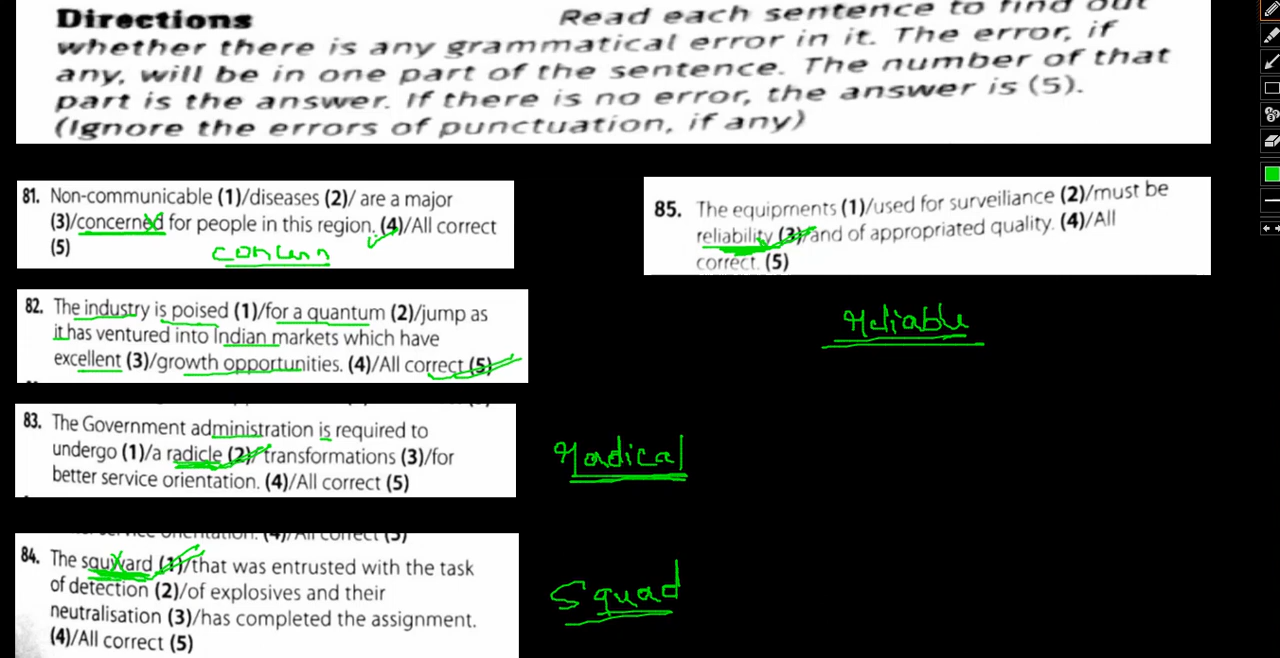 Directions Read each sentence to find out
whether there is any grammatical error in it. The error, if
any, will be in one part of the sentence. The number of that
part is the answer. If there is no error, the answer is (5).
(Ignore the errors of punctuation, if any)
81. Non-communicable (1)/diseases (2)/ are a major
(3)/concerned for people in this region. (4)/All correct
(5)
concern
82. The industry is poised (1)/for a quantum (2)/jump as
it has ventured into Indian markets which have
excellent (3)/growth opportunities. (4)/All correct (5)
83. The Government administration is required to
undergo (1)/a radicle (2)/transformations (3)/for
better service orientation. (4)/All correct (5)
Radical
(4)/All correct (5)
84. The (1)/that was entrusted with the task
of detection (2)/of explosives and their
neutralisation (3)/has completed the assignment.
(4)/All correct (5)
Squad
85. The equipments (1)/used for surveiliance (2)/must be
reliability (3)/and of appropriated quality. (4)/All
correct. (5)
Reliable